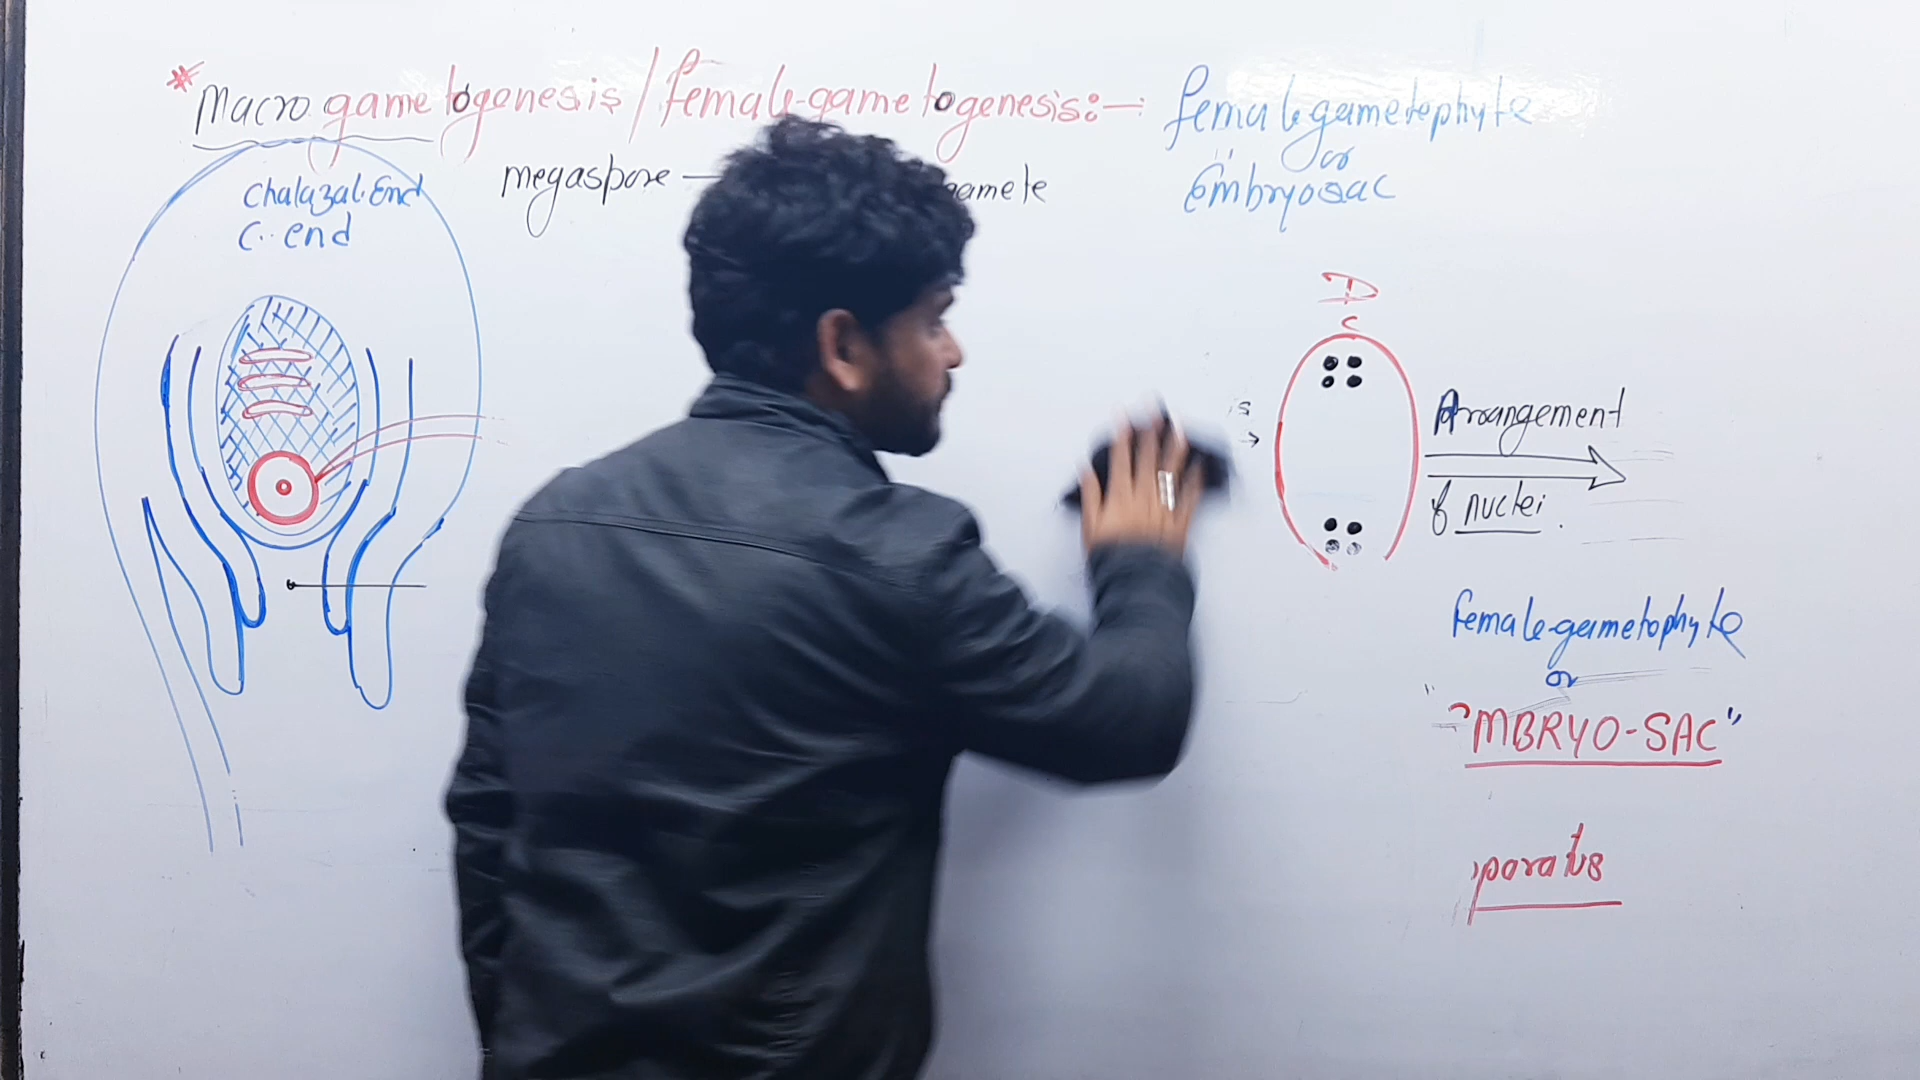 * Macro gametogenesis / female-gametogenesis:- female gametophyte
or
Embryosac
megaspore — gamete
Chalazal End
C. end
D
C
s →
Arrangement
of nuclei.
female-gametophyte
or
"MBRYO-SAC"
paratus